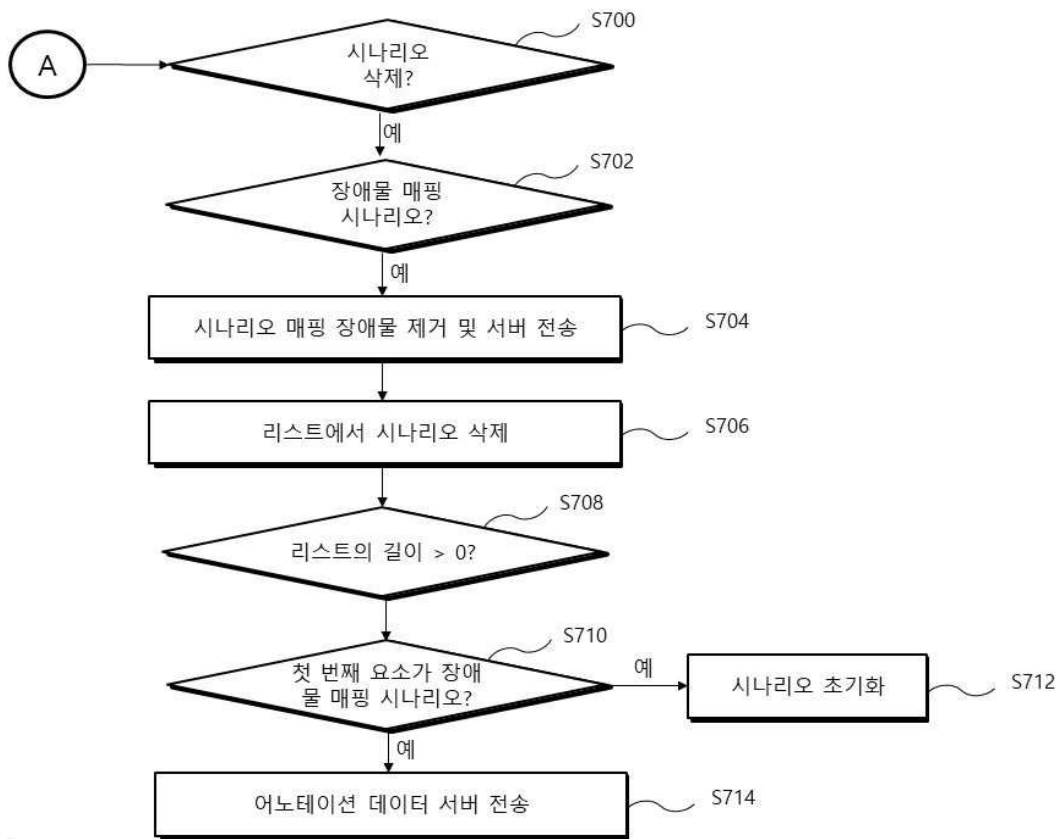 S700
A
시나리오
삭제?
예
S702
장애물 매핑
시나리오?
예
시나리오 매핑 장애물 제거 및 서버 전송
S704
리스트에서 시나리오 삭제
S706
S708
리스트의 길이 > 0?
S710
첫 번째 요소가 장애
물 매핑 시나리오?
예
시나리오 초기화
S712
예
어노테이션 데이터 서버 전송
S714